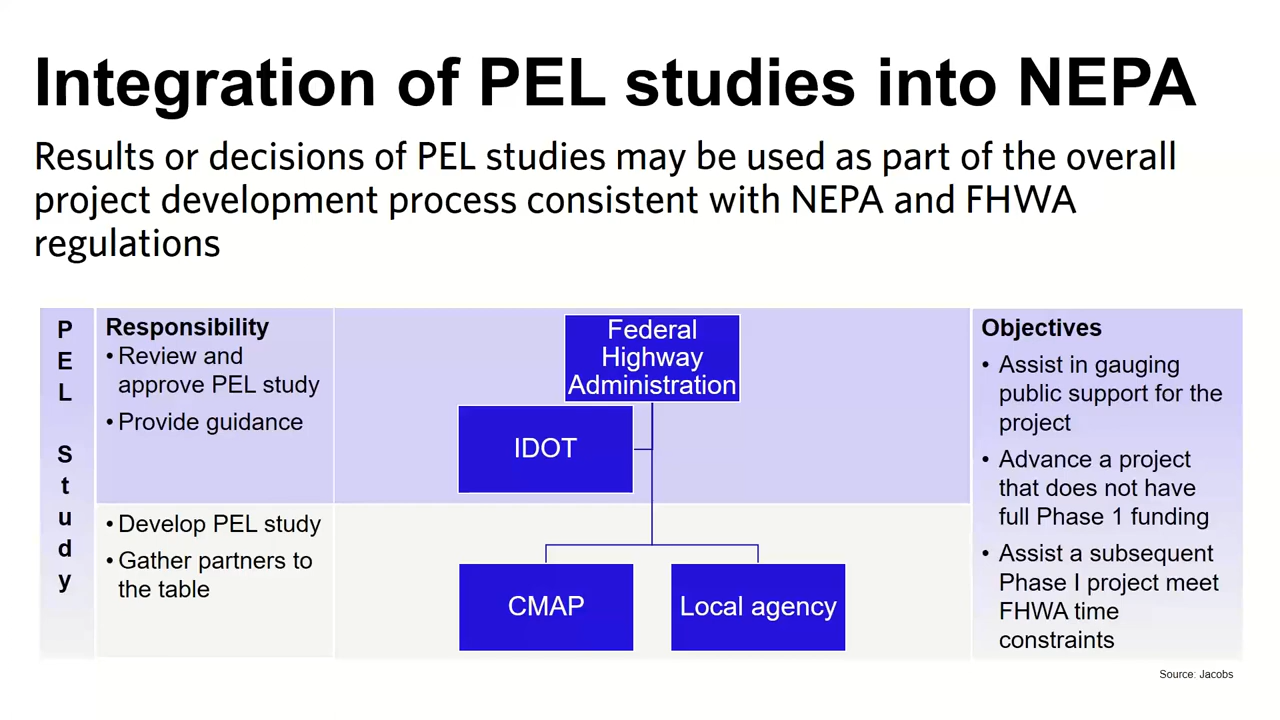 Integration of PEL studies into NEPA
Results or decisions of PEL studies may be used as part of the overall
project development process consistent with NEPA and FHWA
regulations
P
E
L
S
t
u
d
y
Responsibility
• Review and
approve PEL study
• Provide guidance
• Develop PEL study
• Gather partners to
the table
Federal
Highway
Administration
IDOT
CMAP
Local agency
Objectives
• Assist in gauging
public support for the
project
• Advance a project
that does not have
full Phase 1 funding
• Assist a subsequent
Phase I project meet
FHWA time
constraints
Source: Jacobs